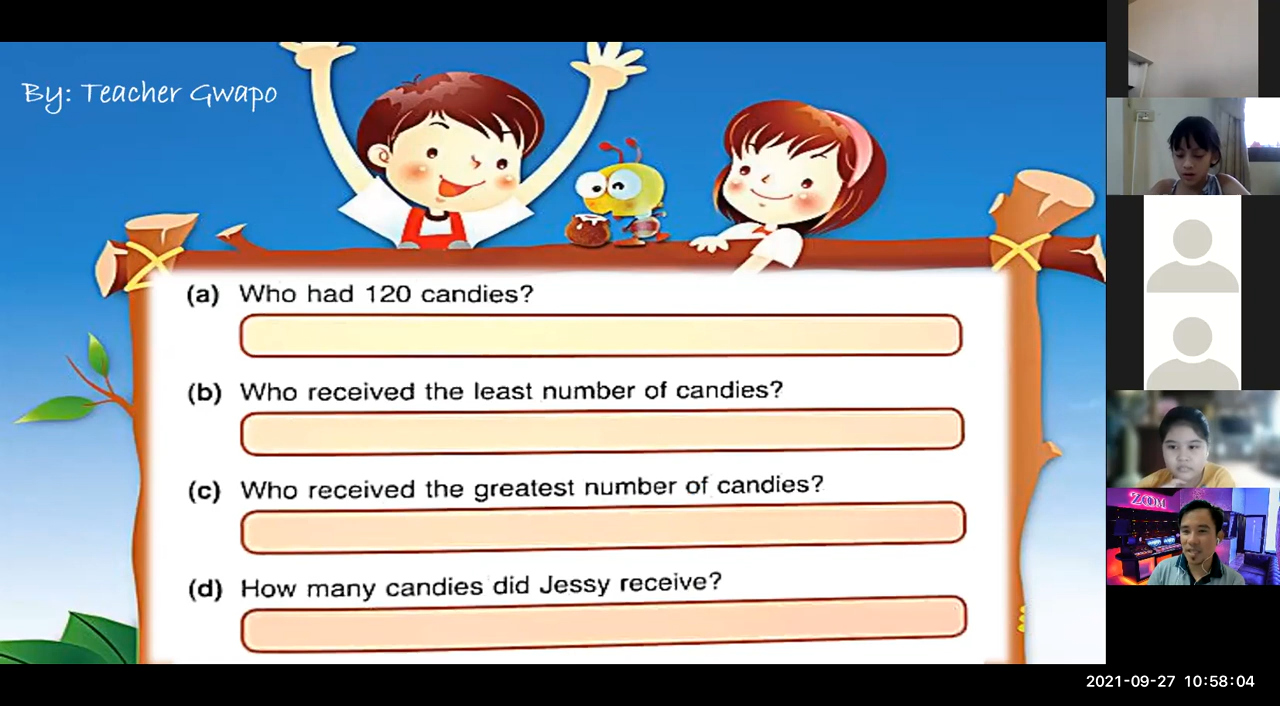 By: Teacher Gwapo
(a) Who had 120 candies?
(b) Who received the least number of candies?
(c) Who received the greatest number of candies?
(d) How many candies did Jessy receive?
ZOOM
2021-09-27 10:58:04